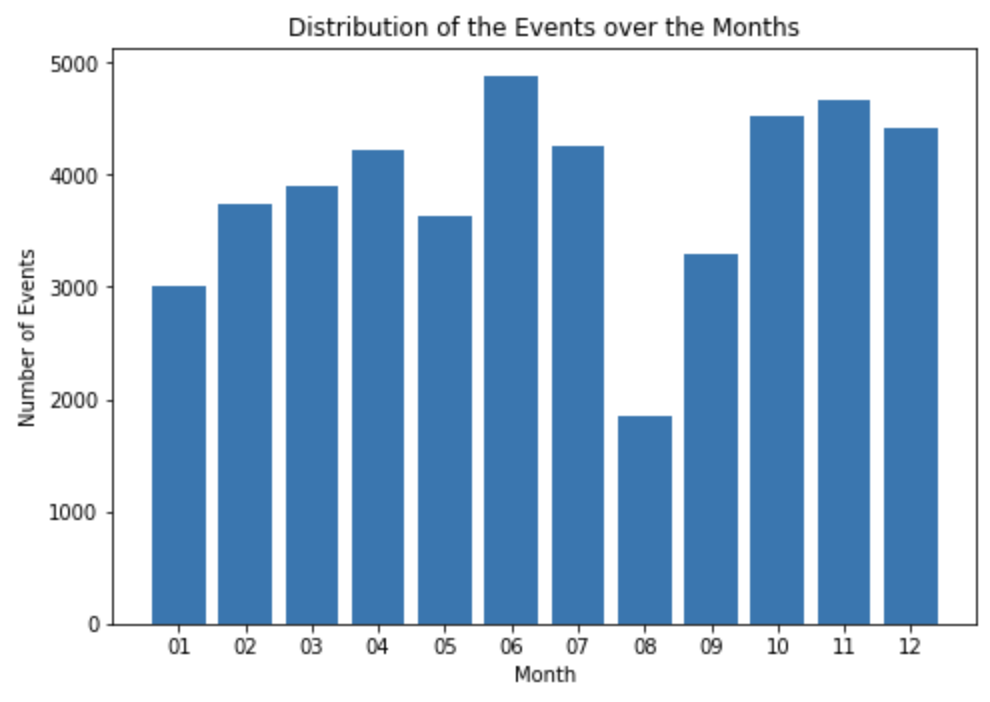 Distribution of the Events over the Months
5000
4000
3000
2000
1000
0
Number of Events
01 02 03 04 05 06 07 08 09 10 11 12
Month